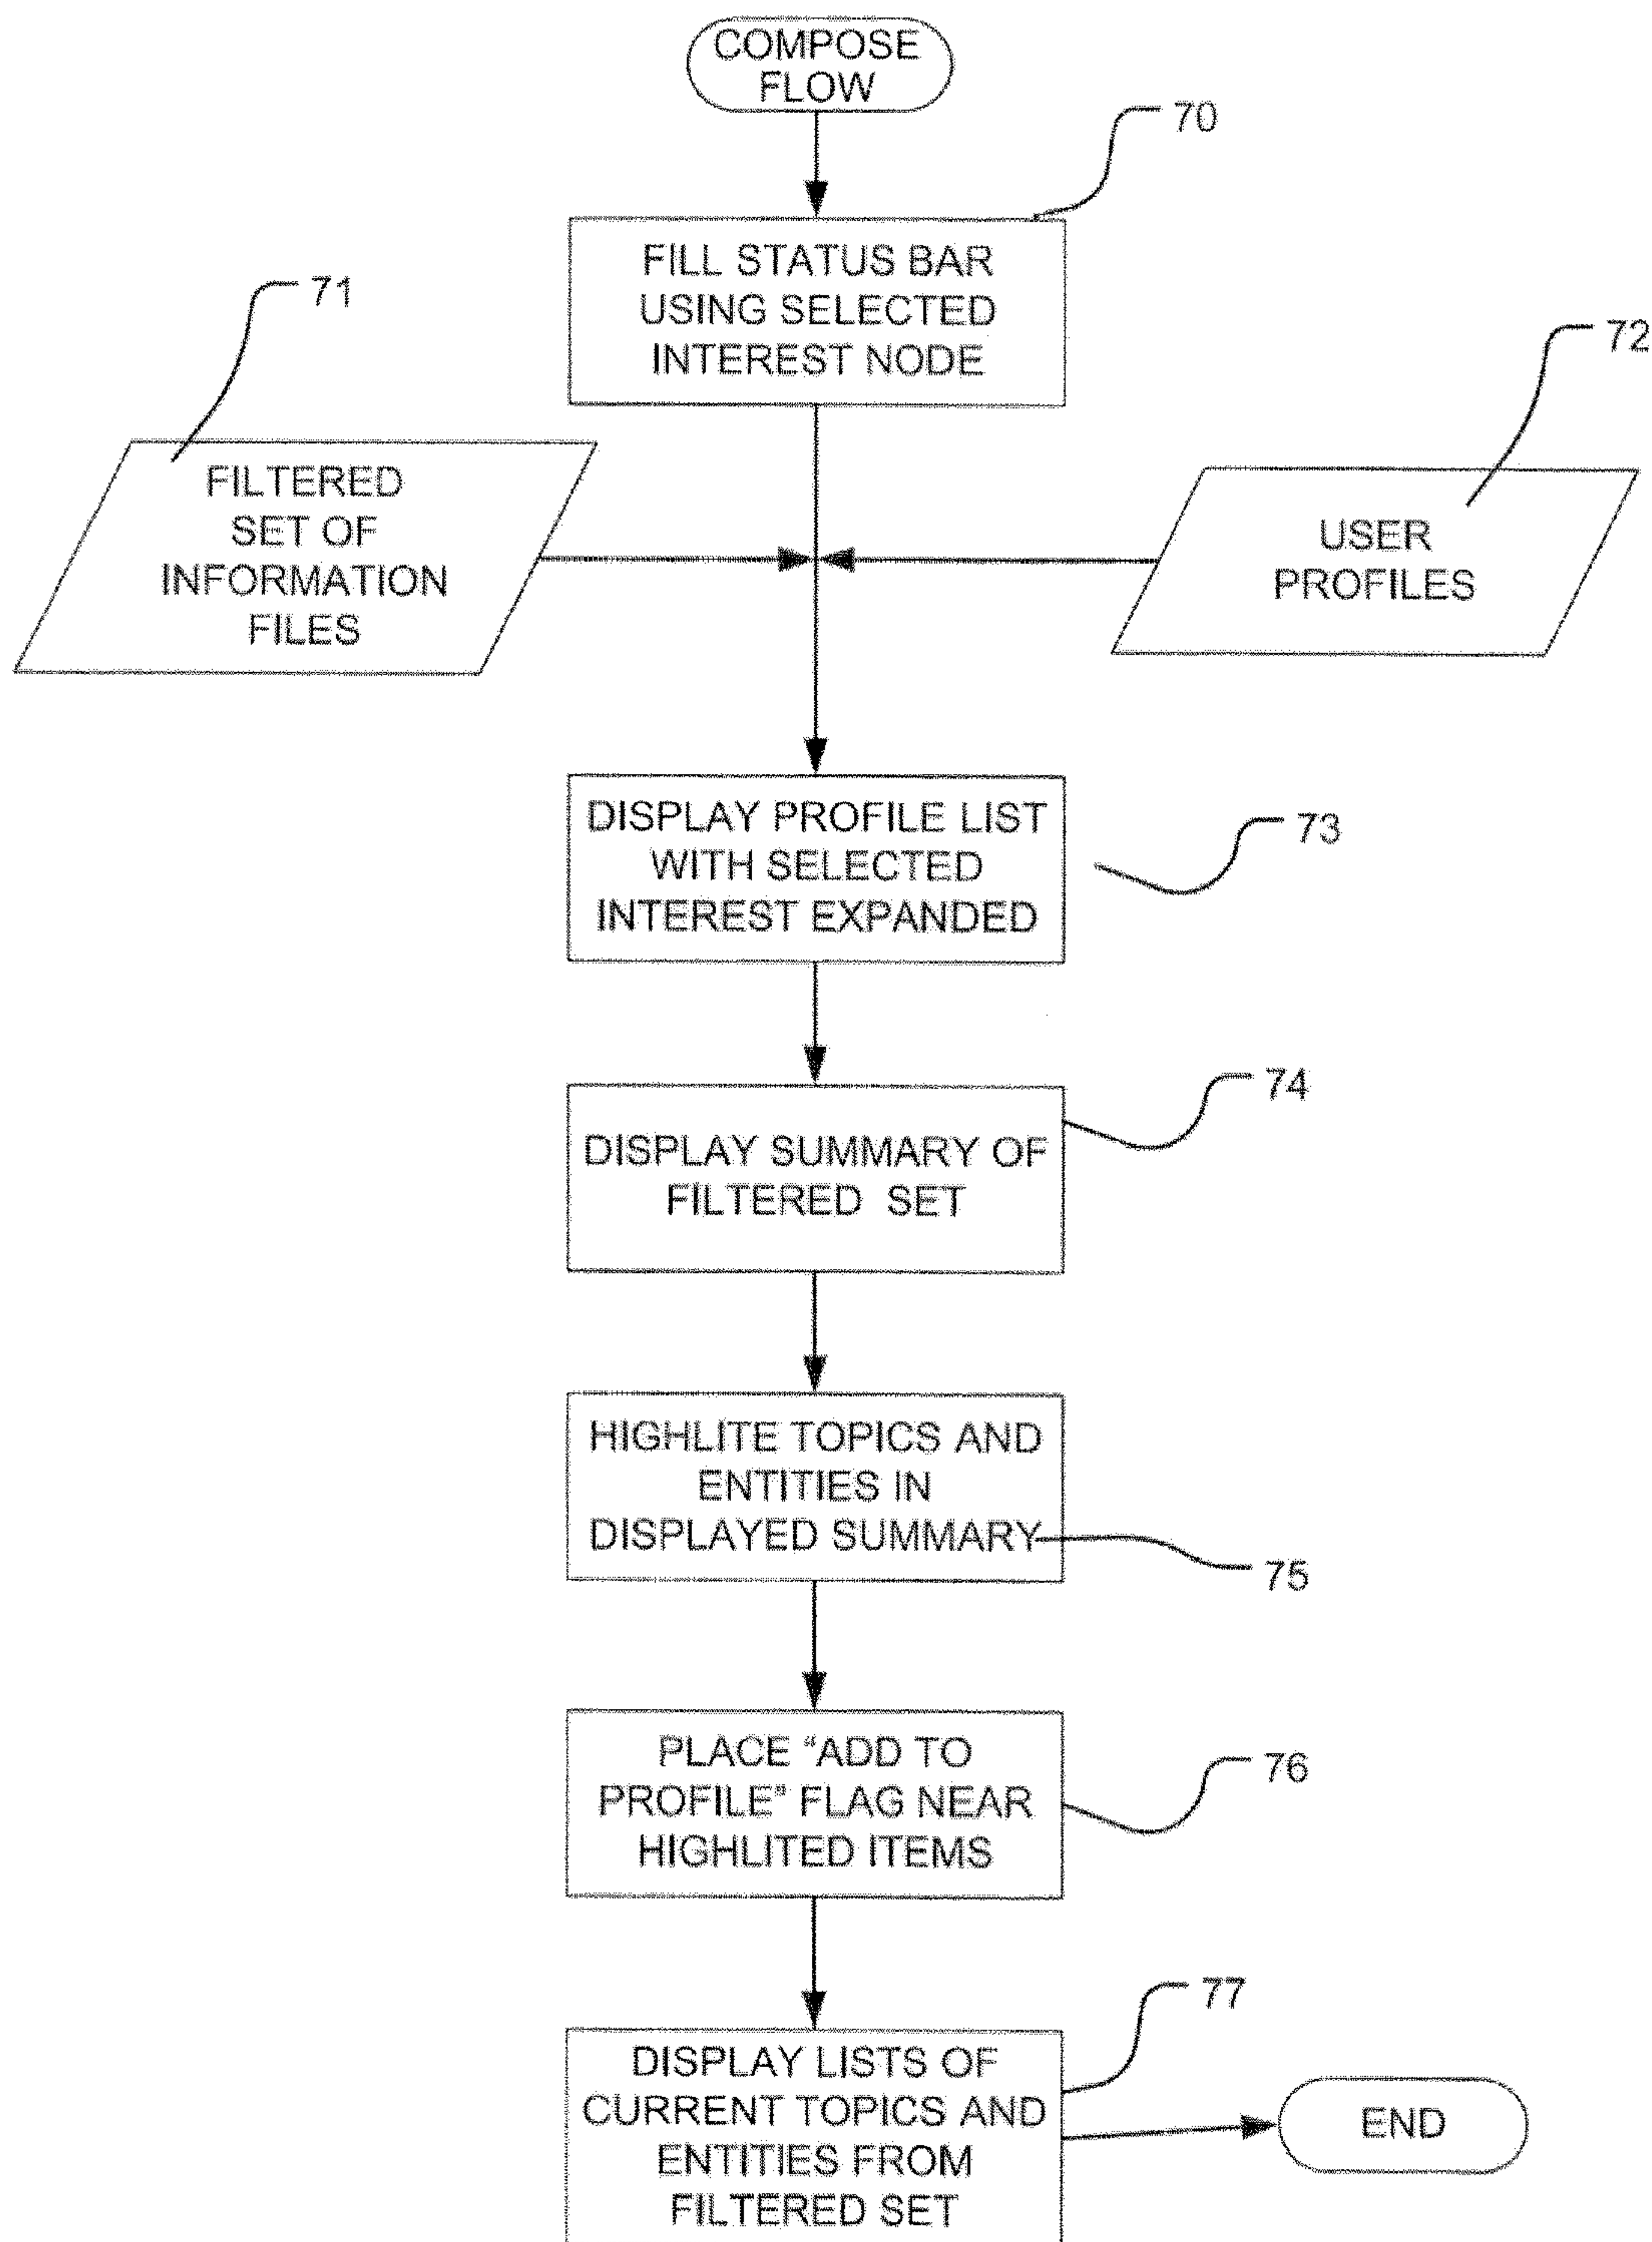 COMPOSE
FLOW
70
FILL STATUS BAR
USING SELECTED
INTEREST NODE
71
72
FILTERED
SET OF
INFORMATION
FILES
USER
PROFILES
DISPLAY PROFILE LIST
WITH SELECTED
INTEREST EXPANDED
73
74
DISPLAY SUMMARY OF
FILTERED SET
HIGHLITE TOPICS AND
ENTITIES IN
DISPLAYED SUMMARY
75
PLACE “ADD TO
PROFILE” FLAG NEAR
HIGHLITED ITEMS
76
77
DISPLAY LISTS OF
CURRENT TOPICS AND
ENTITIES FROM
FILTERED SET
END